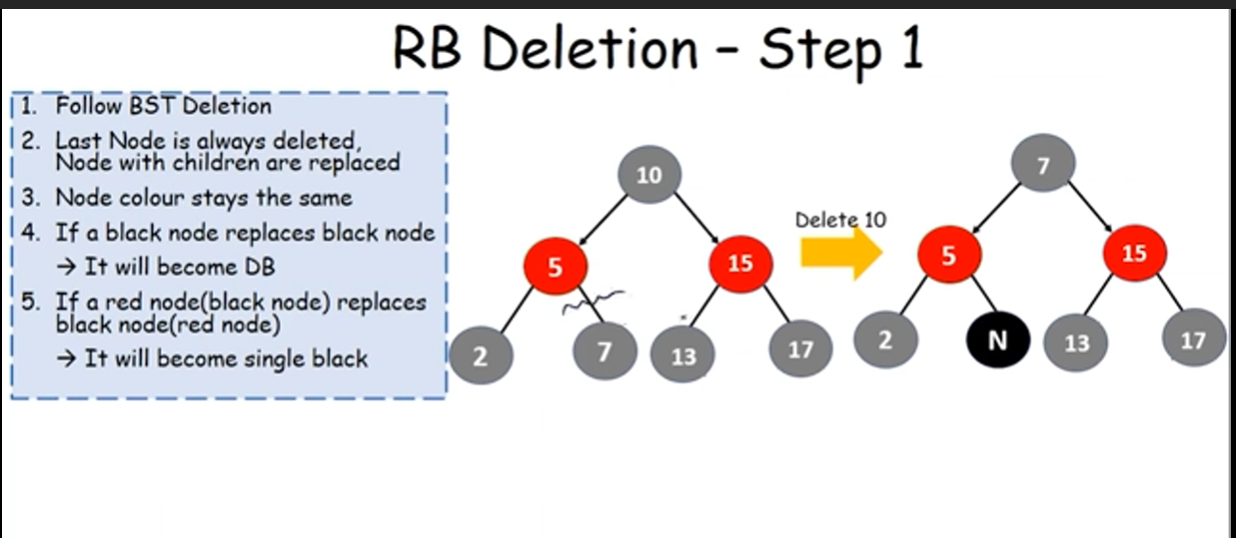 RB Deletion – Step 1
1. Follow BST Deletion
2. Last Node is always deleted,
Node with children are replaced
3. Node colour stays the same
4. If a black node replaces black node
→ It will become DB
5. If a red node(black node) replaces
black node(red node)
→ It will become single black
10
5
15
2
7
13
17
Delete 10
7
5
15
2
N
13
17